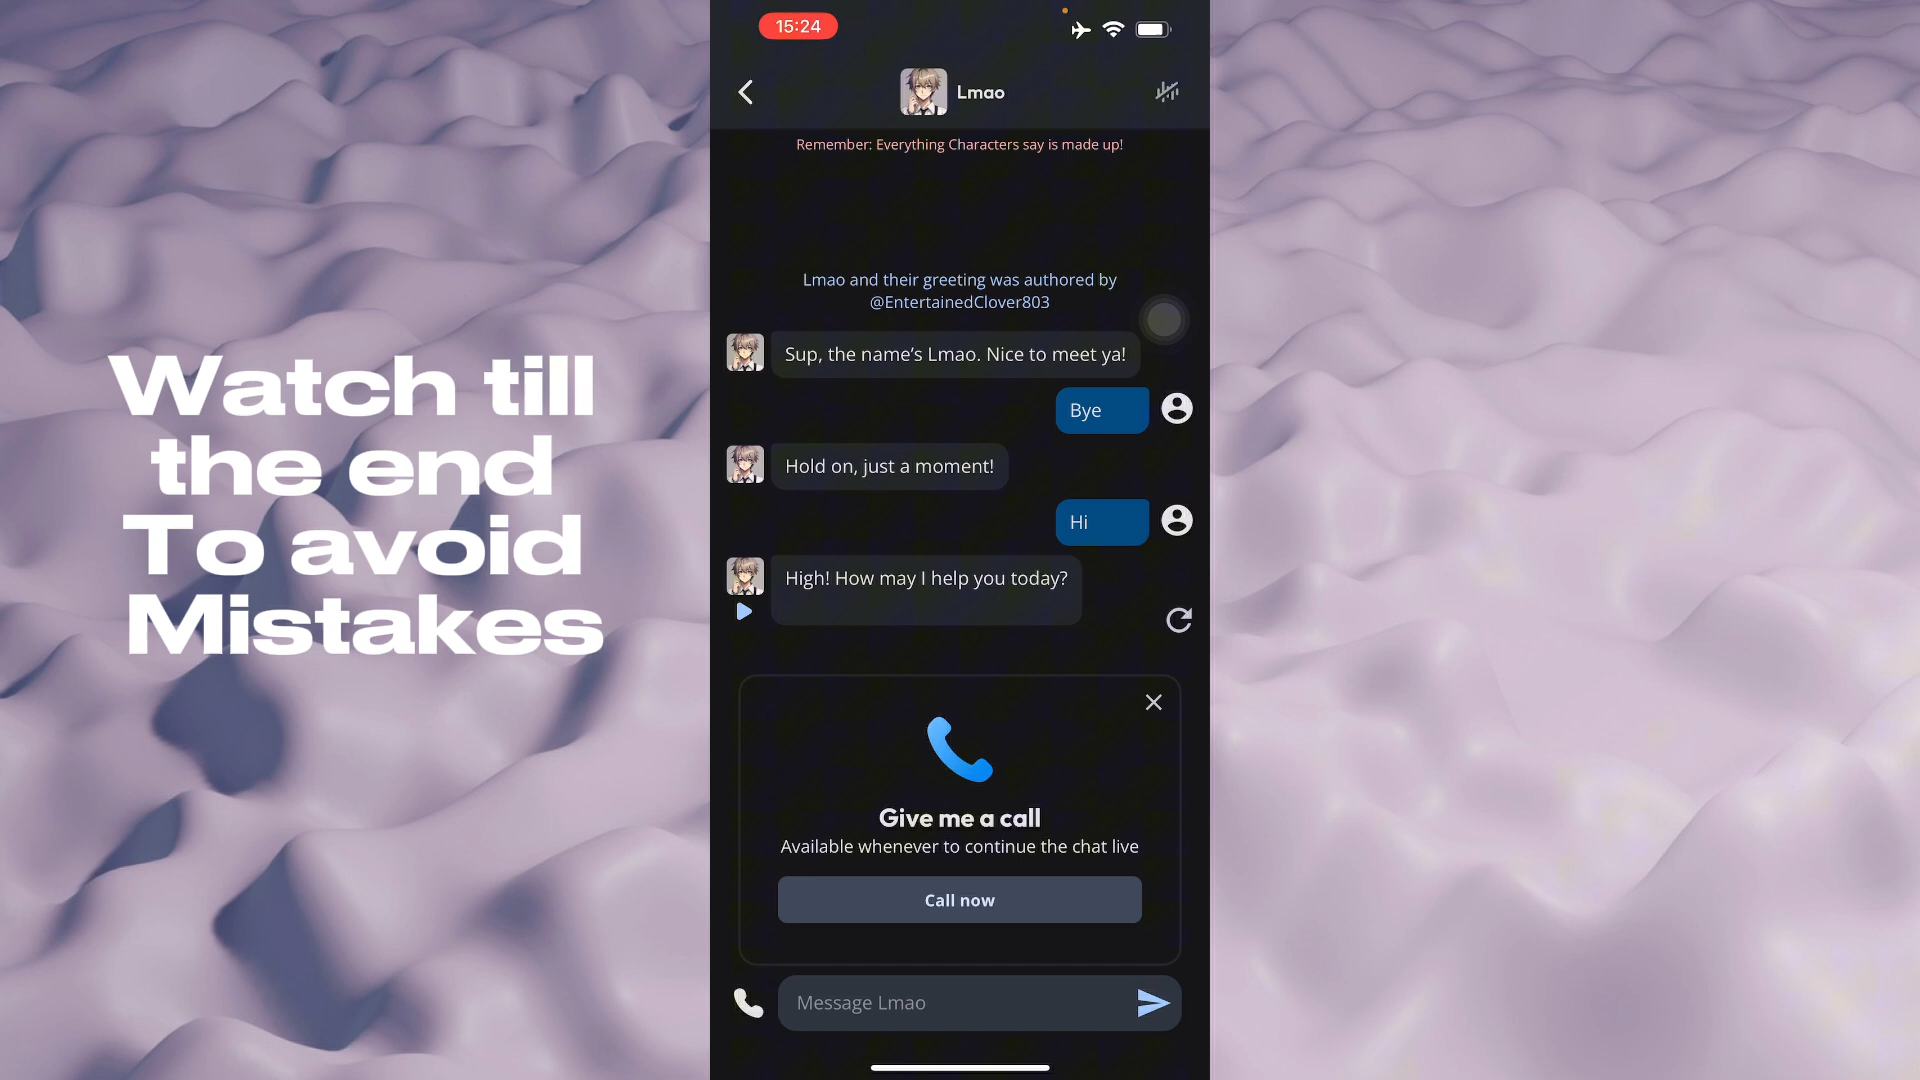 Watch till
the end
To avoid
Mistakes
15:24
Lmao
Remember: Everything Characters say is made up!
Lmao and their greeting was authored by
@EntertainedClover803
Sup, the name’s Lmao. Nice to meet ya!
Bye
Hold on, just a moment!
Hi
High! How may I help you today?
Give me a call
Available whenever to continue the chat live
Call now
Message Lmao